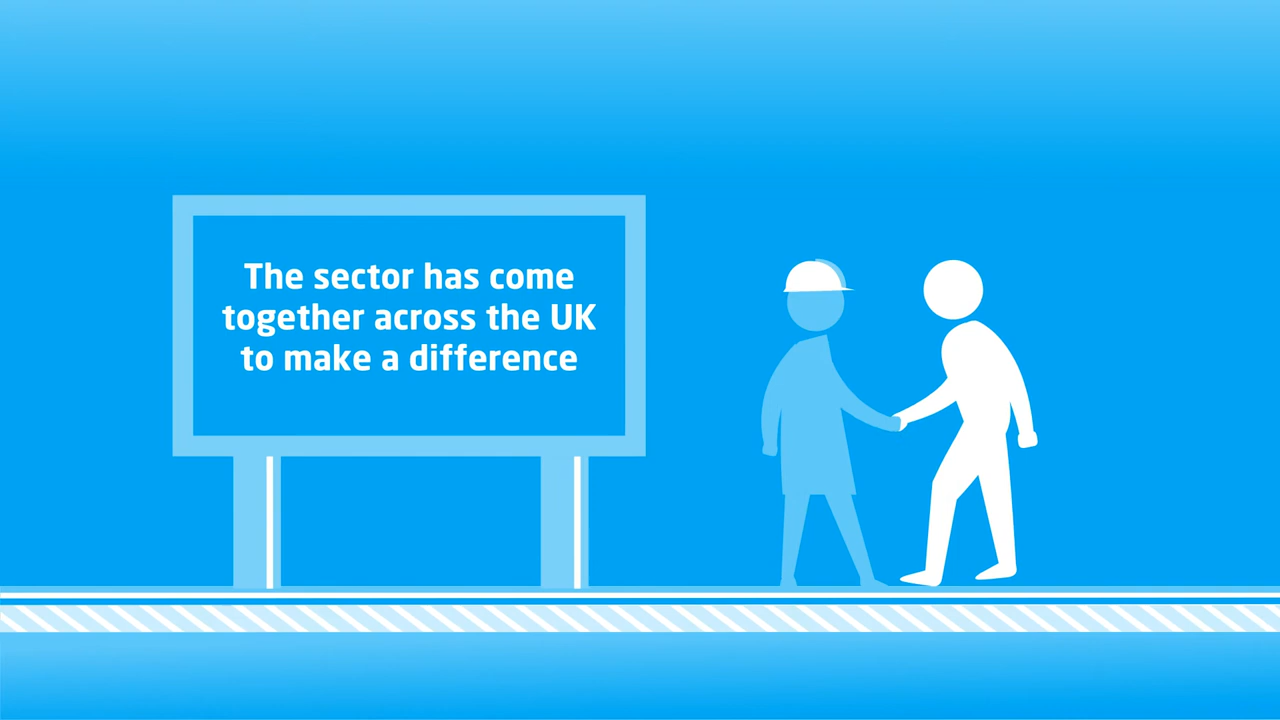 The sector has come
together across the UK
to make a difference